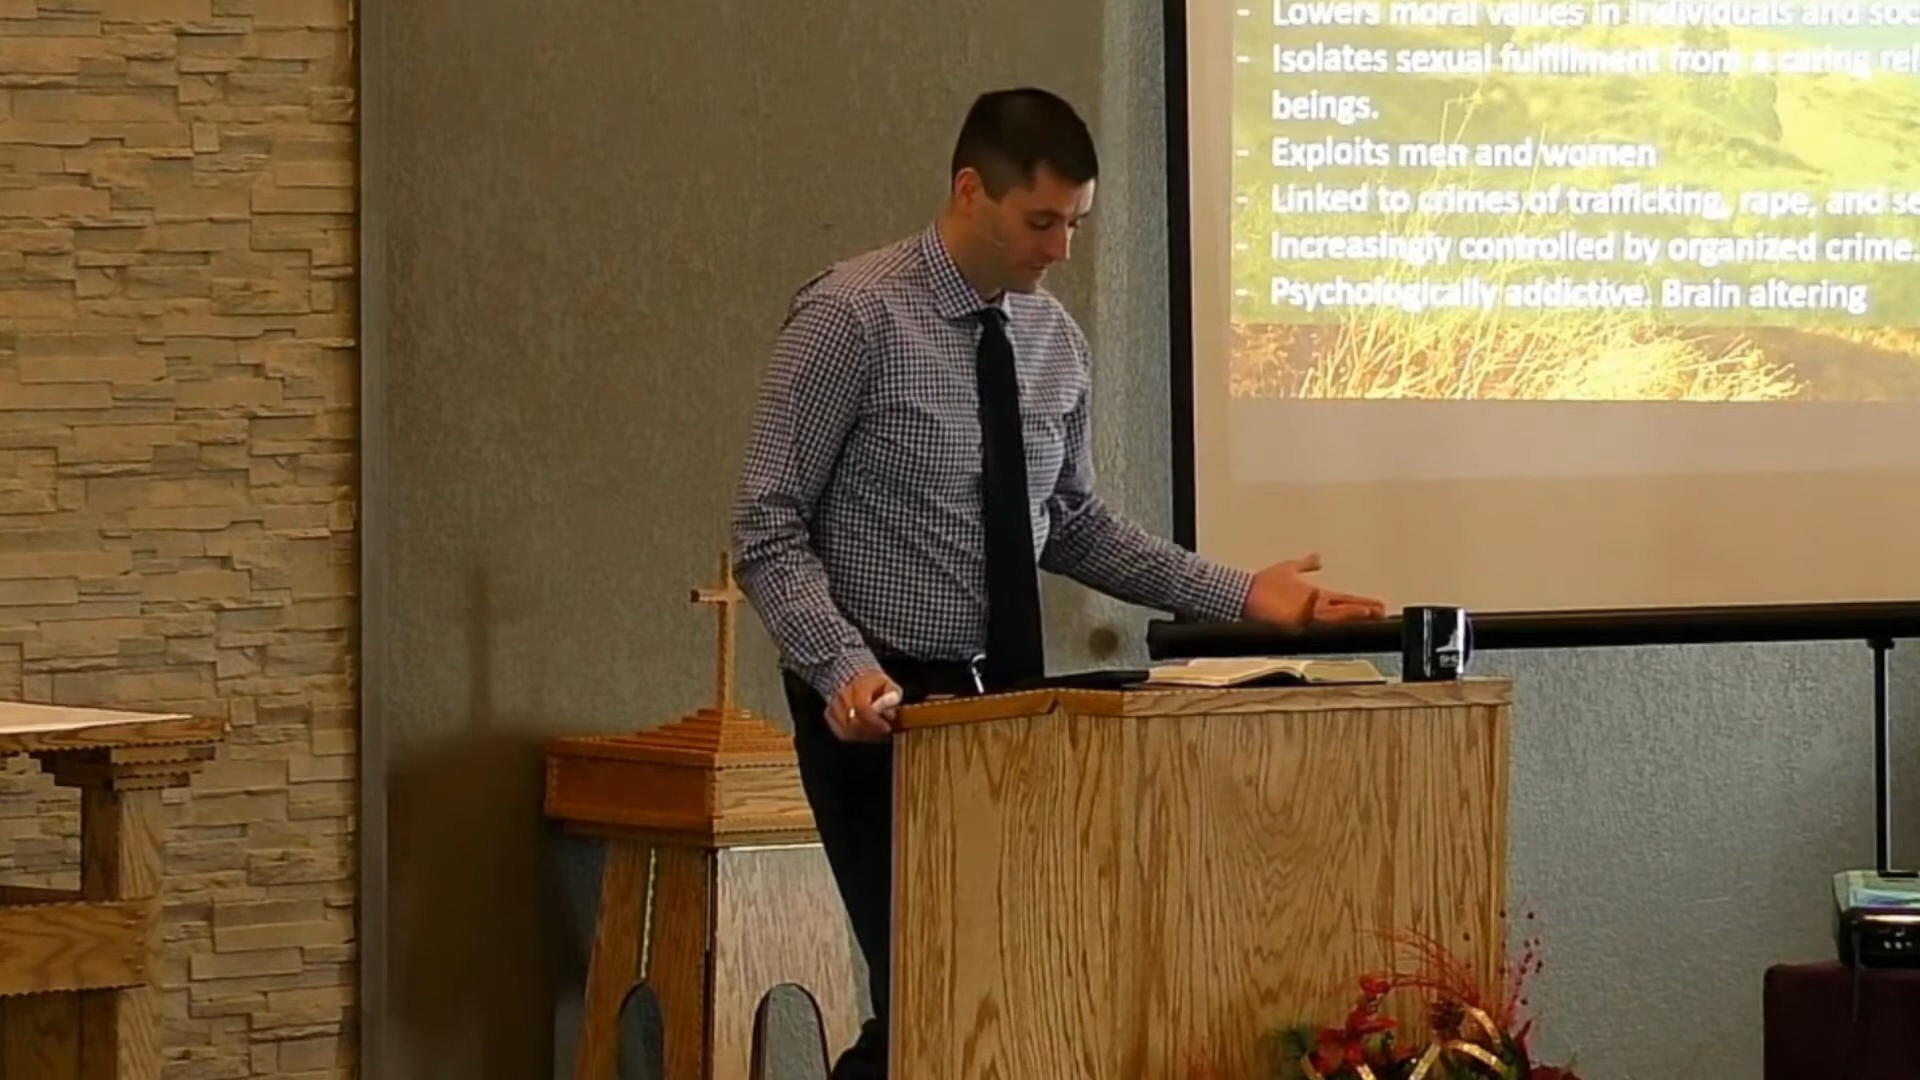 - Lowers moral values in individuals and soc
- Isolates sexual fulfillment from a caring rel
beings.
- Exploits men and women
- Linked to crimes of trafficking, rape, and se
- Increasingly controlled by organized crime.
- Psychologically addictive. Brain altering